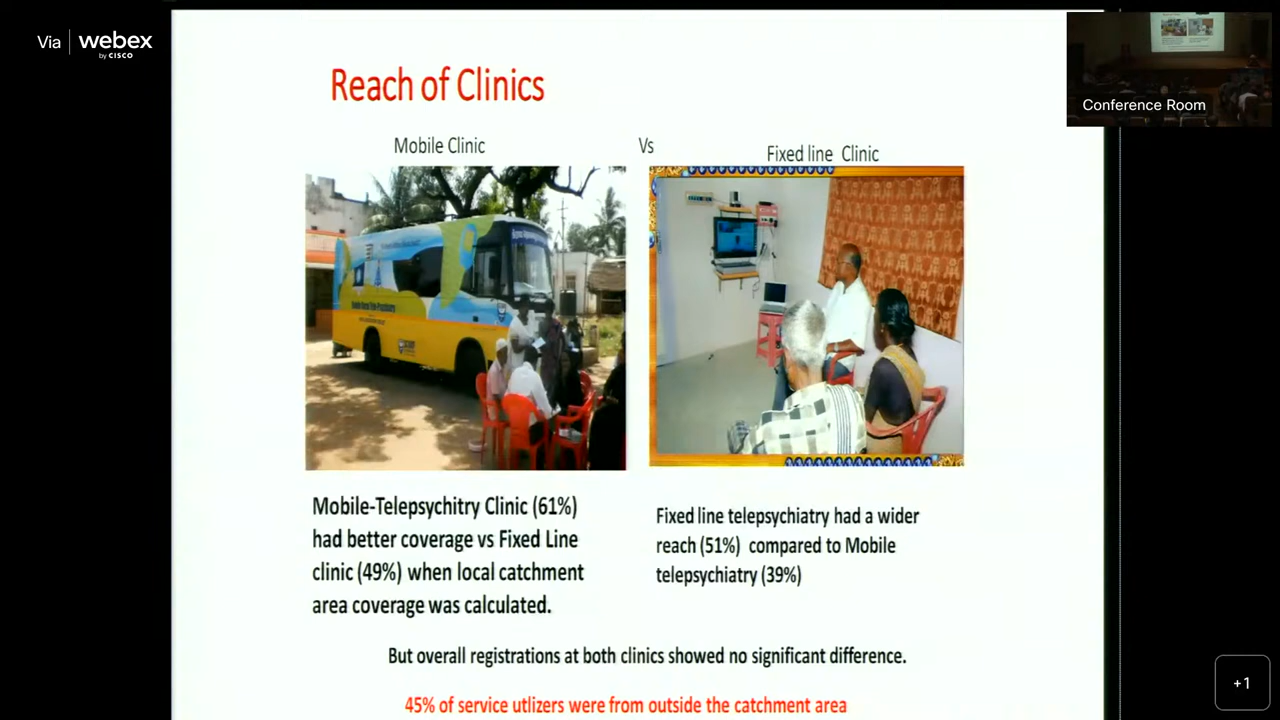 Via webex
by CISCO
Conference Room
Reach of Clinics
Mobile Clinic Vs Fixed line Clinic
Mobile-Telepsychitry Clinic (61%)
had better coverage vs Fixed Line
clinic (49%) when local catchment
area coverage was calculated.
Fixed line telepsychiatry had a wider
reach (51%) compared to Mobile
telepsychiatry (39%)
But overall registrations at both clinics showed no significant difference.
45% of service utlizers were from outside the catchment area
+1